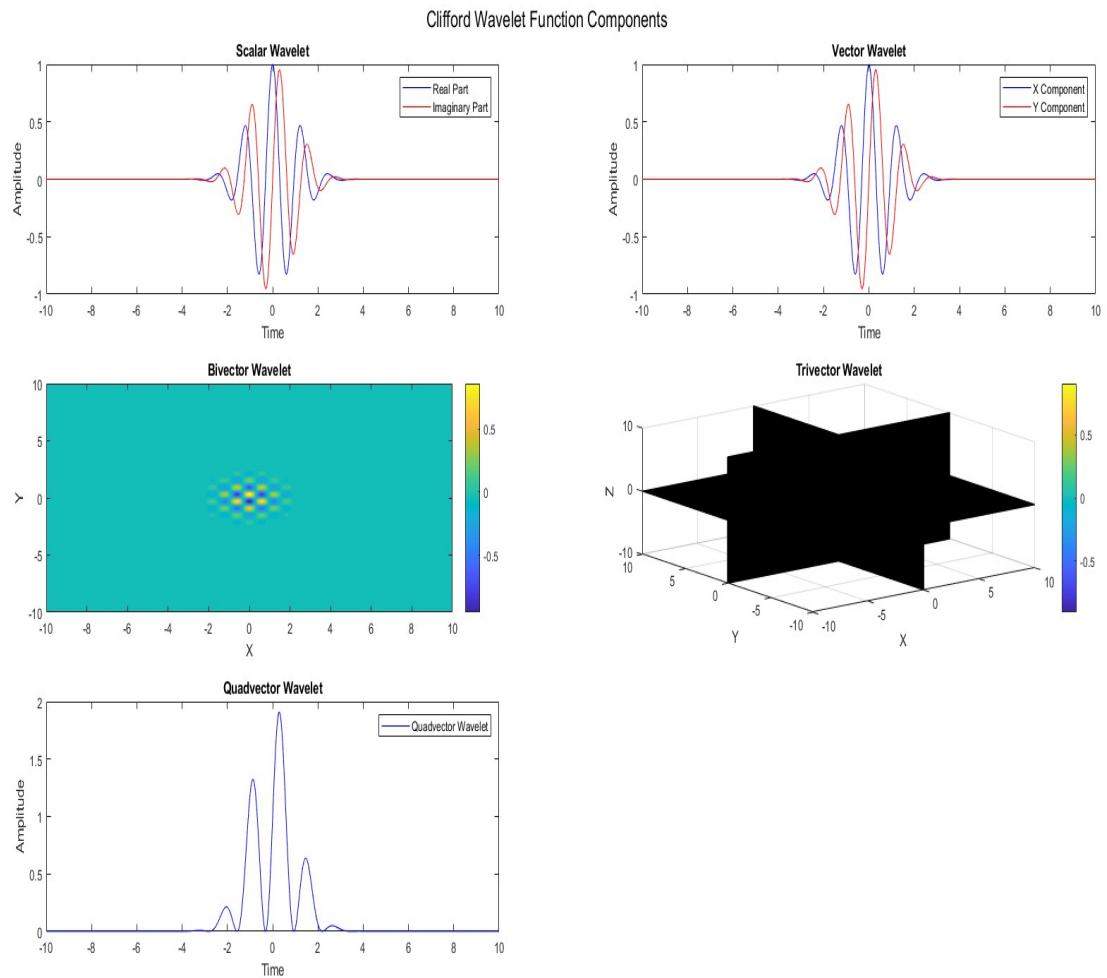 Clifford Wavelet Function Components
Scalar Wavelet
1
0.5
0
-0.5
-1
Amplitude
Real Part
Imaginary Part
-10 -8 -6 -4 -2 0 2 4 6 8 10
Time
Vector Wavelet
1
0.5
0
-0.5
-1
Amplitude
X Component
Y Component
-10 -8 -6 -4 -2 0 2 4 6 8 10
Time
Bivector Wavelet
10
5
0
-5
-10
Y
-10 -8 -6 -4 -2 0 2 4 6 8 10
X
0.5
0
-0.5
Trivector Wavelet
10
0
-10
Z
10 5 0 -5 -10
Y
-10 -5 0 5 10
X
0.5
0
-0.5
Quadvector Wavelet
2
1.5
1
0.5
0
Amplitude
Quadvector Wavelet
-10 -8 -6 -4 -2 0 2 4 6 8 10
Time